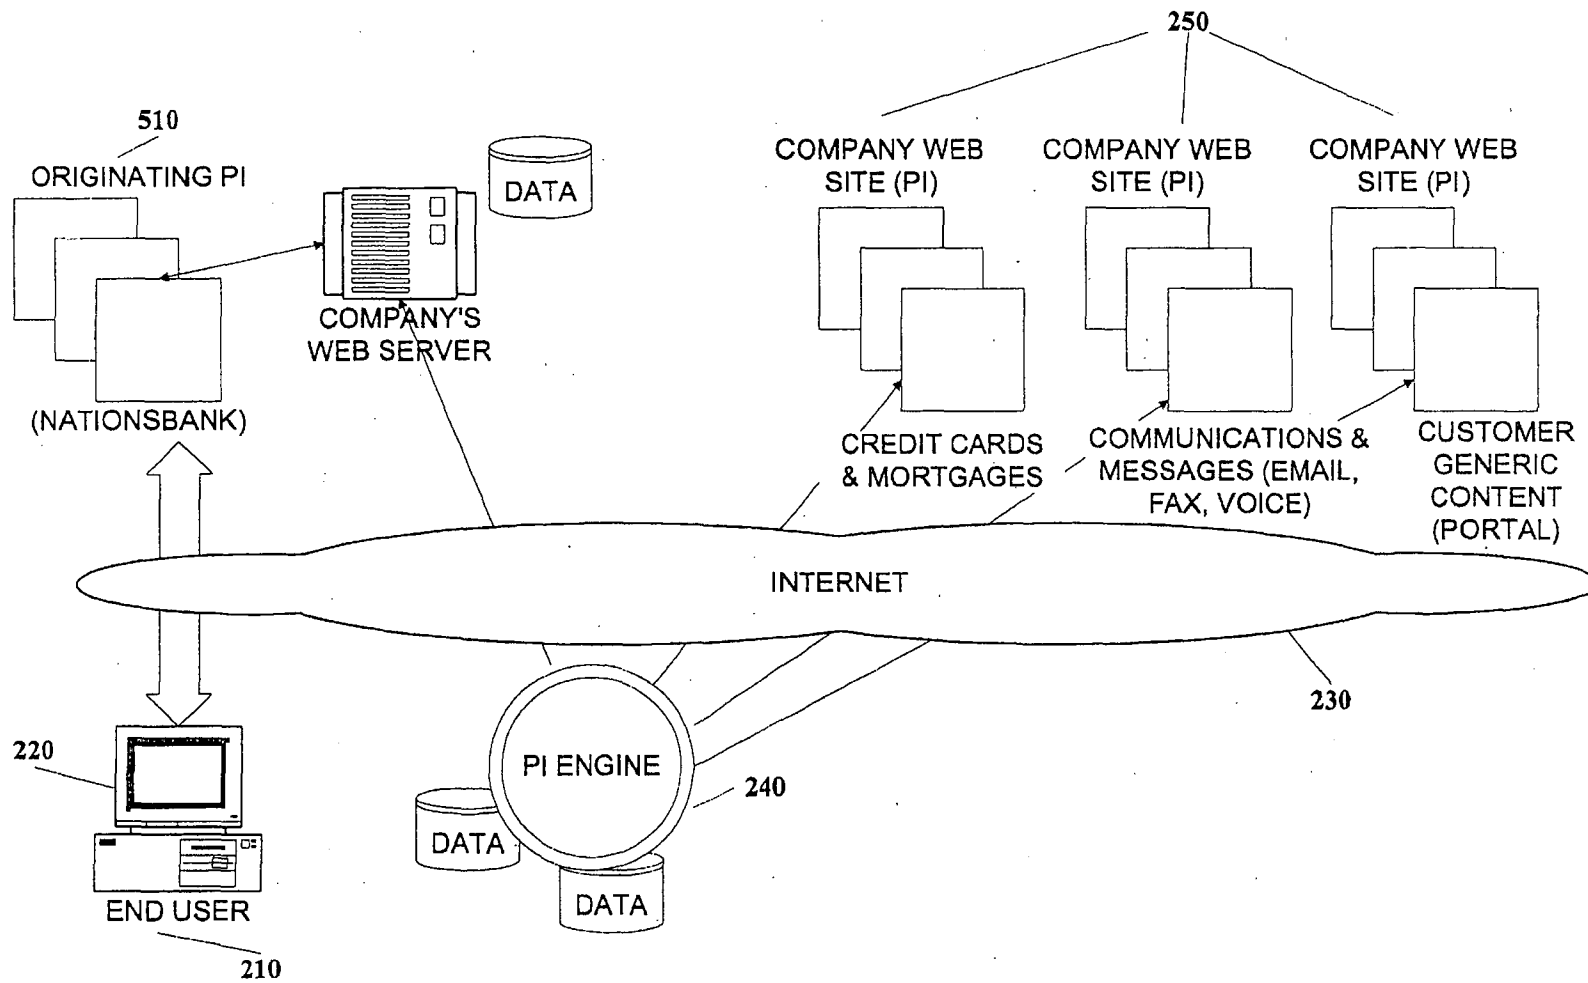 250
510
ORIGINATING PI
DATA
COMPANY WEB
SITE (PI)
COMPANY WEB
SITE (PI)
COMPANY WEB
SITE (PI)
COMPANY'S
WEB SERVER
(NATIONSBANK)
CREDIT CARDS
& MORTGAGES
COMMUNICATIONS &
MESSAGES (EMAIL,
FAX, VOICE)
CUSTOMER
GENERIC
CONTENT
(PORTAL)
INTERNET
230
220
PI ENGINE
240
DATA
DATA
END USER
210